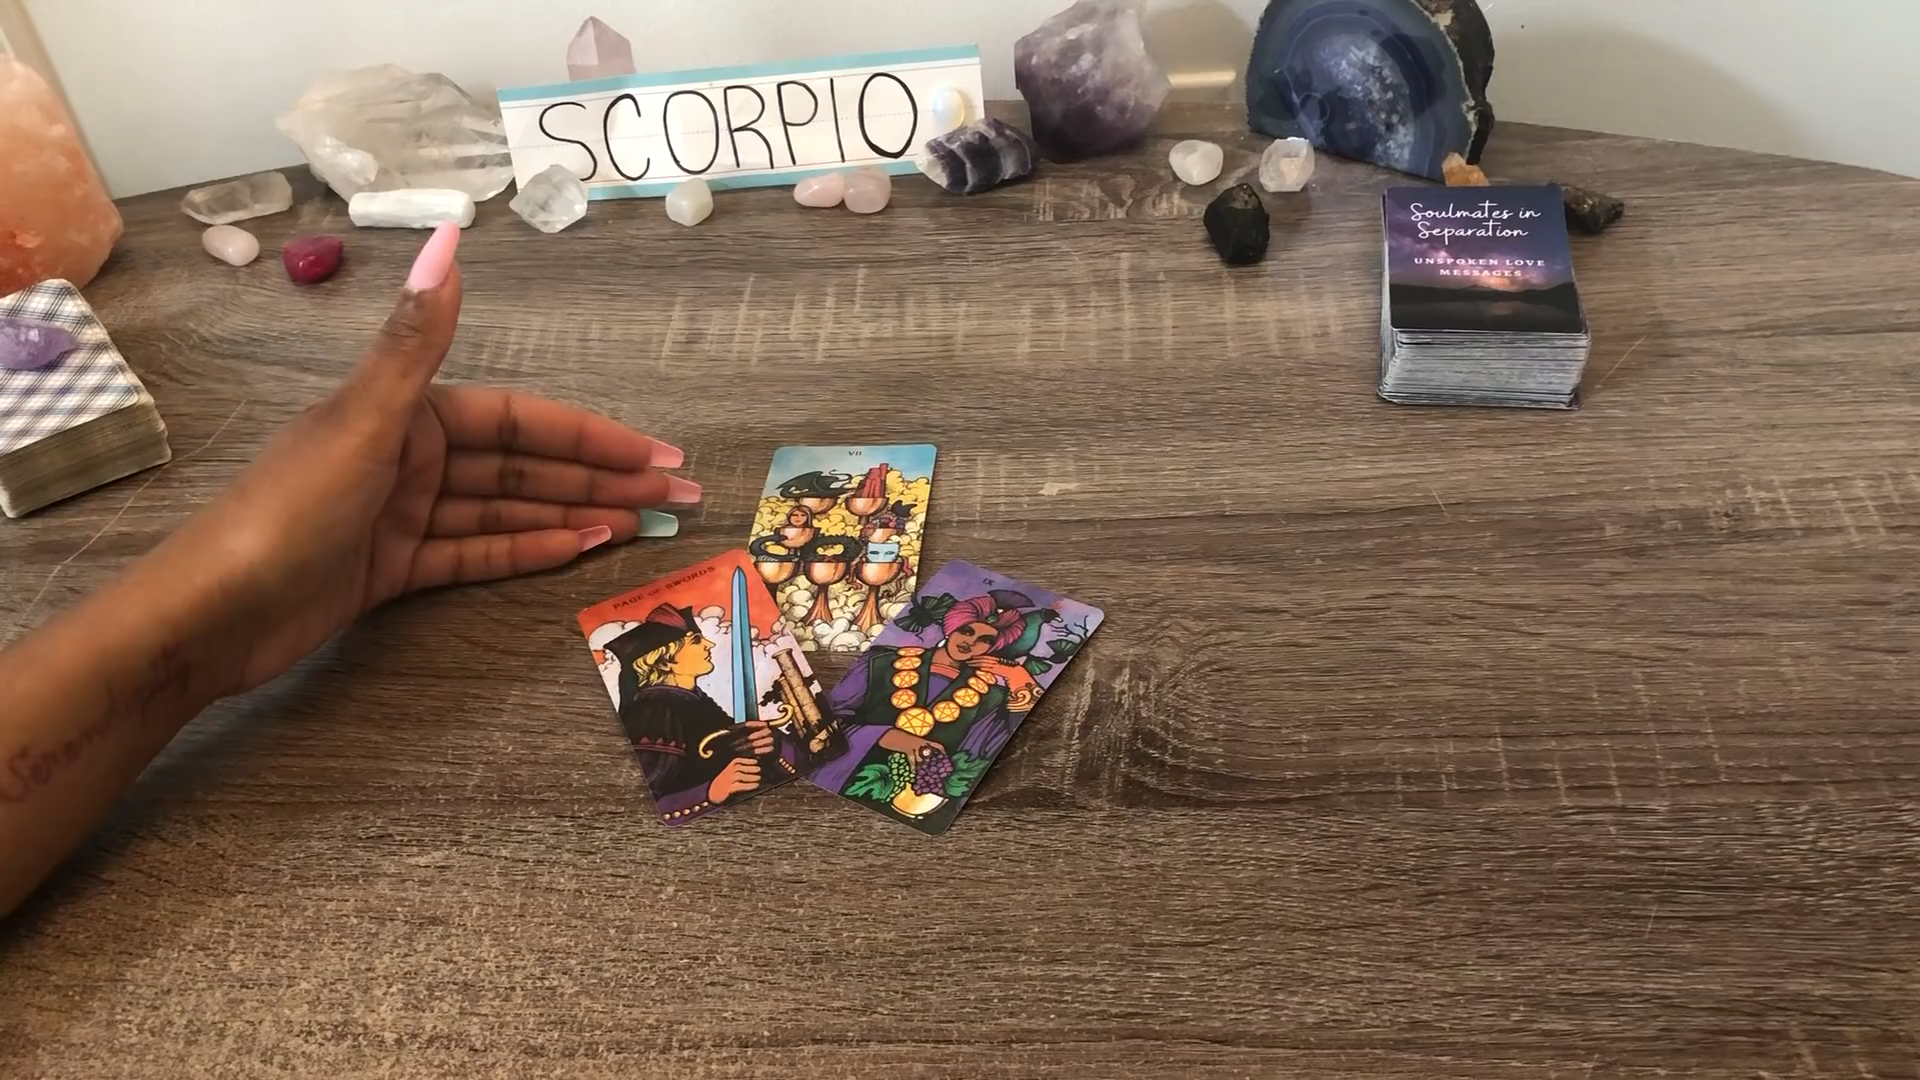 SCORPIO
Soulmates in
Separation
UNSPOKEN LOVE
MESSAGES
VII
PAGE OF SWORDS
IX